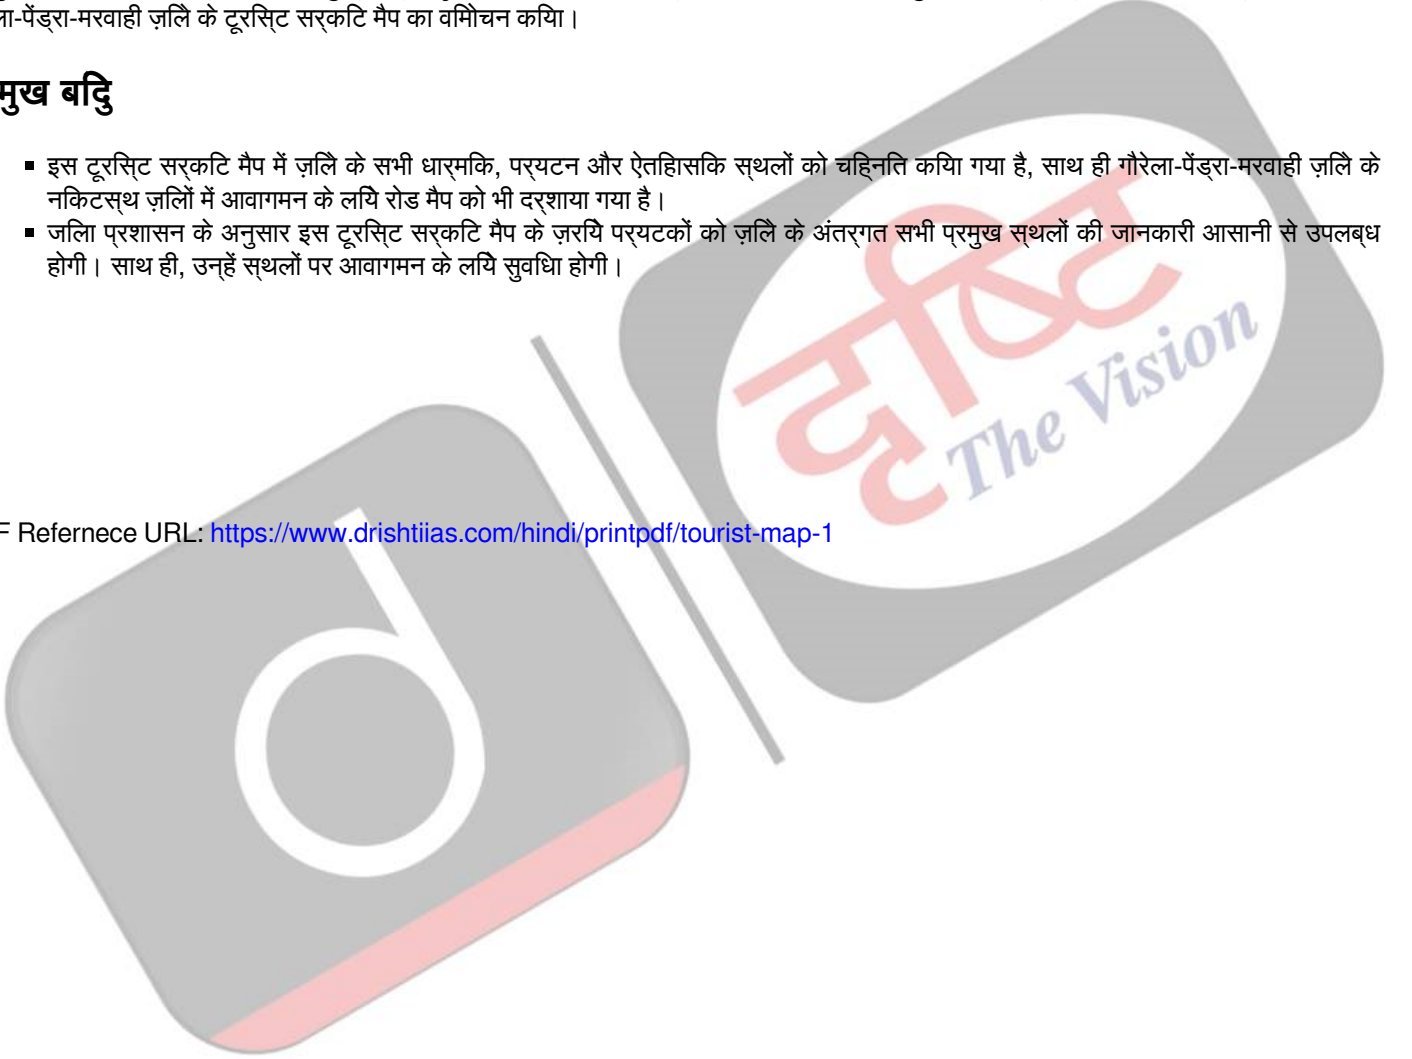 ला-पेंड्रा-मरवाही ज़िले के टूरिस्ट सर्किट मैप का विमोचन किया।
मुख बिंदु
▪ इस टूरिस्ट सर्किट मैप में ज़िले के सभी धार्मिक, पर्यटन और ऐतिहासिक स्थलों को चिह्नित किया गया है, साथ ही गौरेला-पेंड्रा-मरवाही ज़िले के
निकटस्थ ज़िलों में आवागमन के लिये रोड मैप को भी दर्शाया गया है।
▪ जिला प्रशासन के अनुसार इस टूरिस्ट सर्किट मैप के ज़रिये पर्यटकों को ज़िले के अंतर्गत सभी प्रमुख स्थलों की जानकारी आसानी से उपलब्ध
होगी। साथ ही, उन्हें स्थलों पर आवागमन के लिये सुविधा होगी।
दृष्टि
The Vision
F Refernece URL: https://www.drishtiias.com/hindi/printpdf/tourist-map-1
d